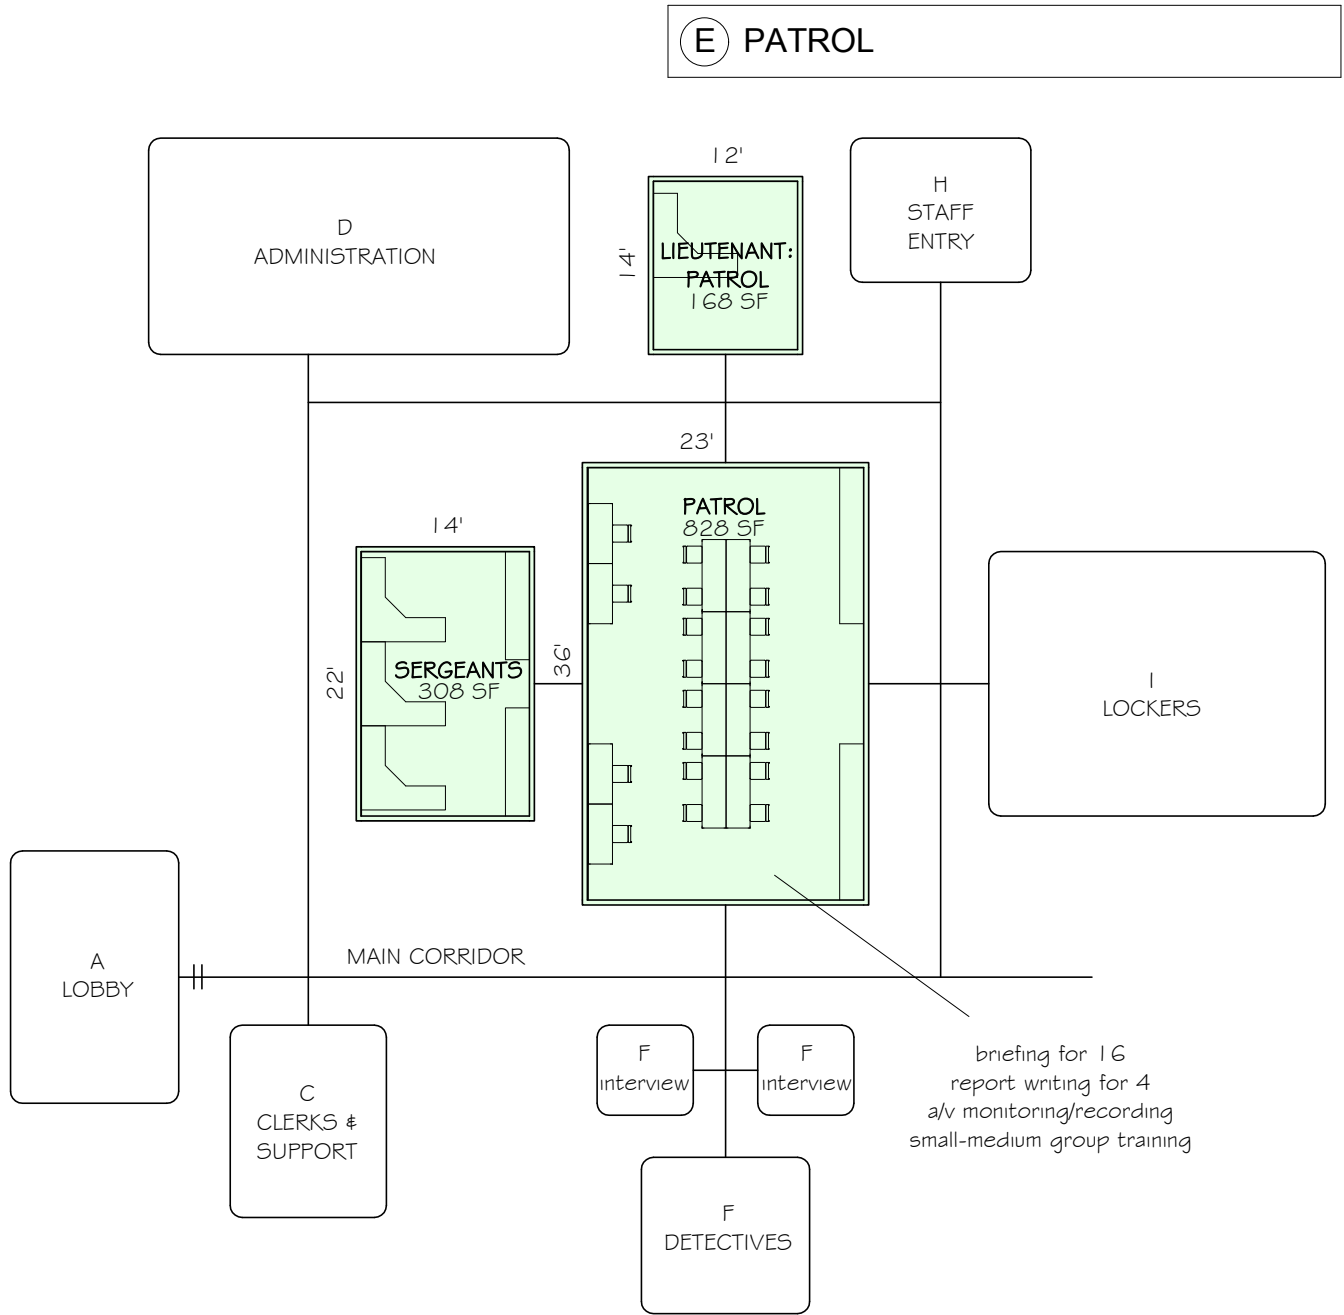 E PATROL
12'
D
ADMINISTRATION
14'
LIEUTENANT:
PATROL
168 SF
H
STAFF
ENTRY
23'
14'
22'
SERGEANTS
308 SF
36'
PATROL
828 SF
I
LOCKERS
A
LOBBY
MAIN CORRIDOR
C
CLERKS &
SUPPORT
F
interview
F
interview
F
DETECTIVES
briefing for 16
report writing for 4
a/v monitoring/recording
small-medium group training